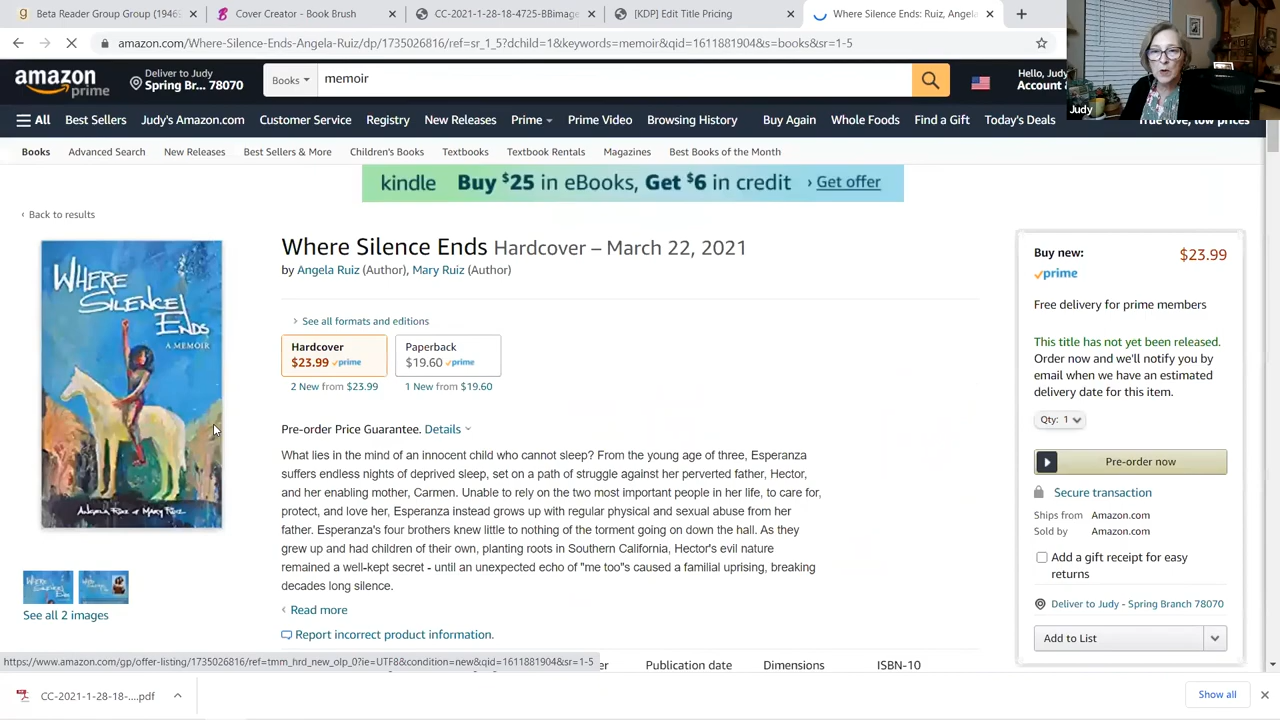 Beta Reader Group Group (1946
Cover Creator - Book Brush
CC-2021-1-28-18-4725-BBimage
[KDP] Edit Title Pricing
Where Silence Ends: Ruiz, Angela
amazon.com/Where-Silence-Ends-Angela-Ruiz/dp/1735026816/ref=sr_1_5?dchild=1&keywords=memoir&qid=1611881904&s=books&sr=1-5
Judy
amazon prime
Deliver to Judy
Spring Br... 78070
Books
memoir
Hello, Judy
Account &
All
Best Sellers
Judy's Amazon.com
Customer Service
Registry
New Releases
Prime
Prime Video
Browsing History
Buy Again
Whole Foods
Find a Gift
Today's Deals
True love, low prices
Books
Advanced Search
New Releases
Best Sellers & More
Children's Books
Textbooks
Textbook Rentals
Magazines
Best Books of the Month
kindle Buy $25 in eBooks, Get $6 in credit › Get offer
‹ Back to results
WHERE
SILENCE
ENDS
A MEMOIR
ANGELA RUIZ & MARY RUIZ
See all 2 images
Where Silence Ends Hardcover – March 22, 2021
by Angela Ruiz (Author), Mary Ruiz (Author)
See all formats and editions
Hardcover
$23.99 prime
2 New from $23.99
Paperback
$19.60 prime
1 New from $19.60
Pre-order Price Guarantee. Details
What lies in the mind of an innocent child who cannot sleep? From the young age of three, Esperanza
suffers endless nights of deprived sleep, set on a path of struggle against her perverted father, Hector,
and her enabling mother, Carmen. Unable to rely on the two most important people in her life, to care for,
protect, and love her, Esperanza instead grows up with regular physical and sexual abuse from her
father. Esperanza's four brothers knew little to nothing of the torment going on down the hall. As they
grew up and had children of their own, planting roots in Southern California, Hector's evil nature
remained a well-kept secret - until an unexpected echo of "me too"s caused a familial uprising, breaking
decades long silence.
Read more
Report incorrect product information.
Publication date
Dimensions
ISBN-10
Buy new:
$23.99
prime
Free delivery for prime members
This title has not yet been released.
Order now and we'll notify you by
email when we have an estimated
delivery date for this item.
Qty: 1
Pre-order now
Secure transaction
Ships from Amazon.com
Sold by Amazon.com
Add a gift receipt for easy
returns
Deliver to Judy - Spring Branch 78070
Add to List
https://www.amazon.com/gp/offer-listing/1735026816/ref=tmm_hrd_new_olp_0?ie=UTF8&condition=new&qid=1611881904&sr=1-5
CC-2021-1-28-18-....pdf
Show all